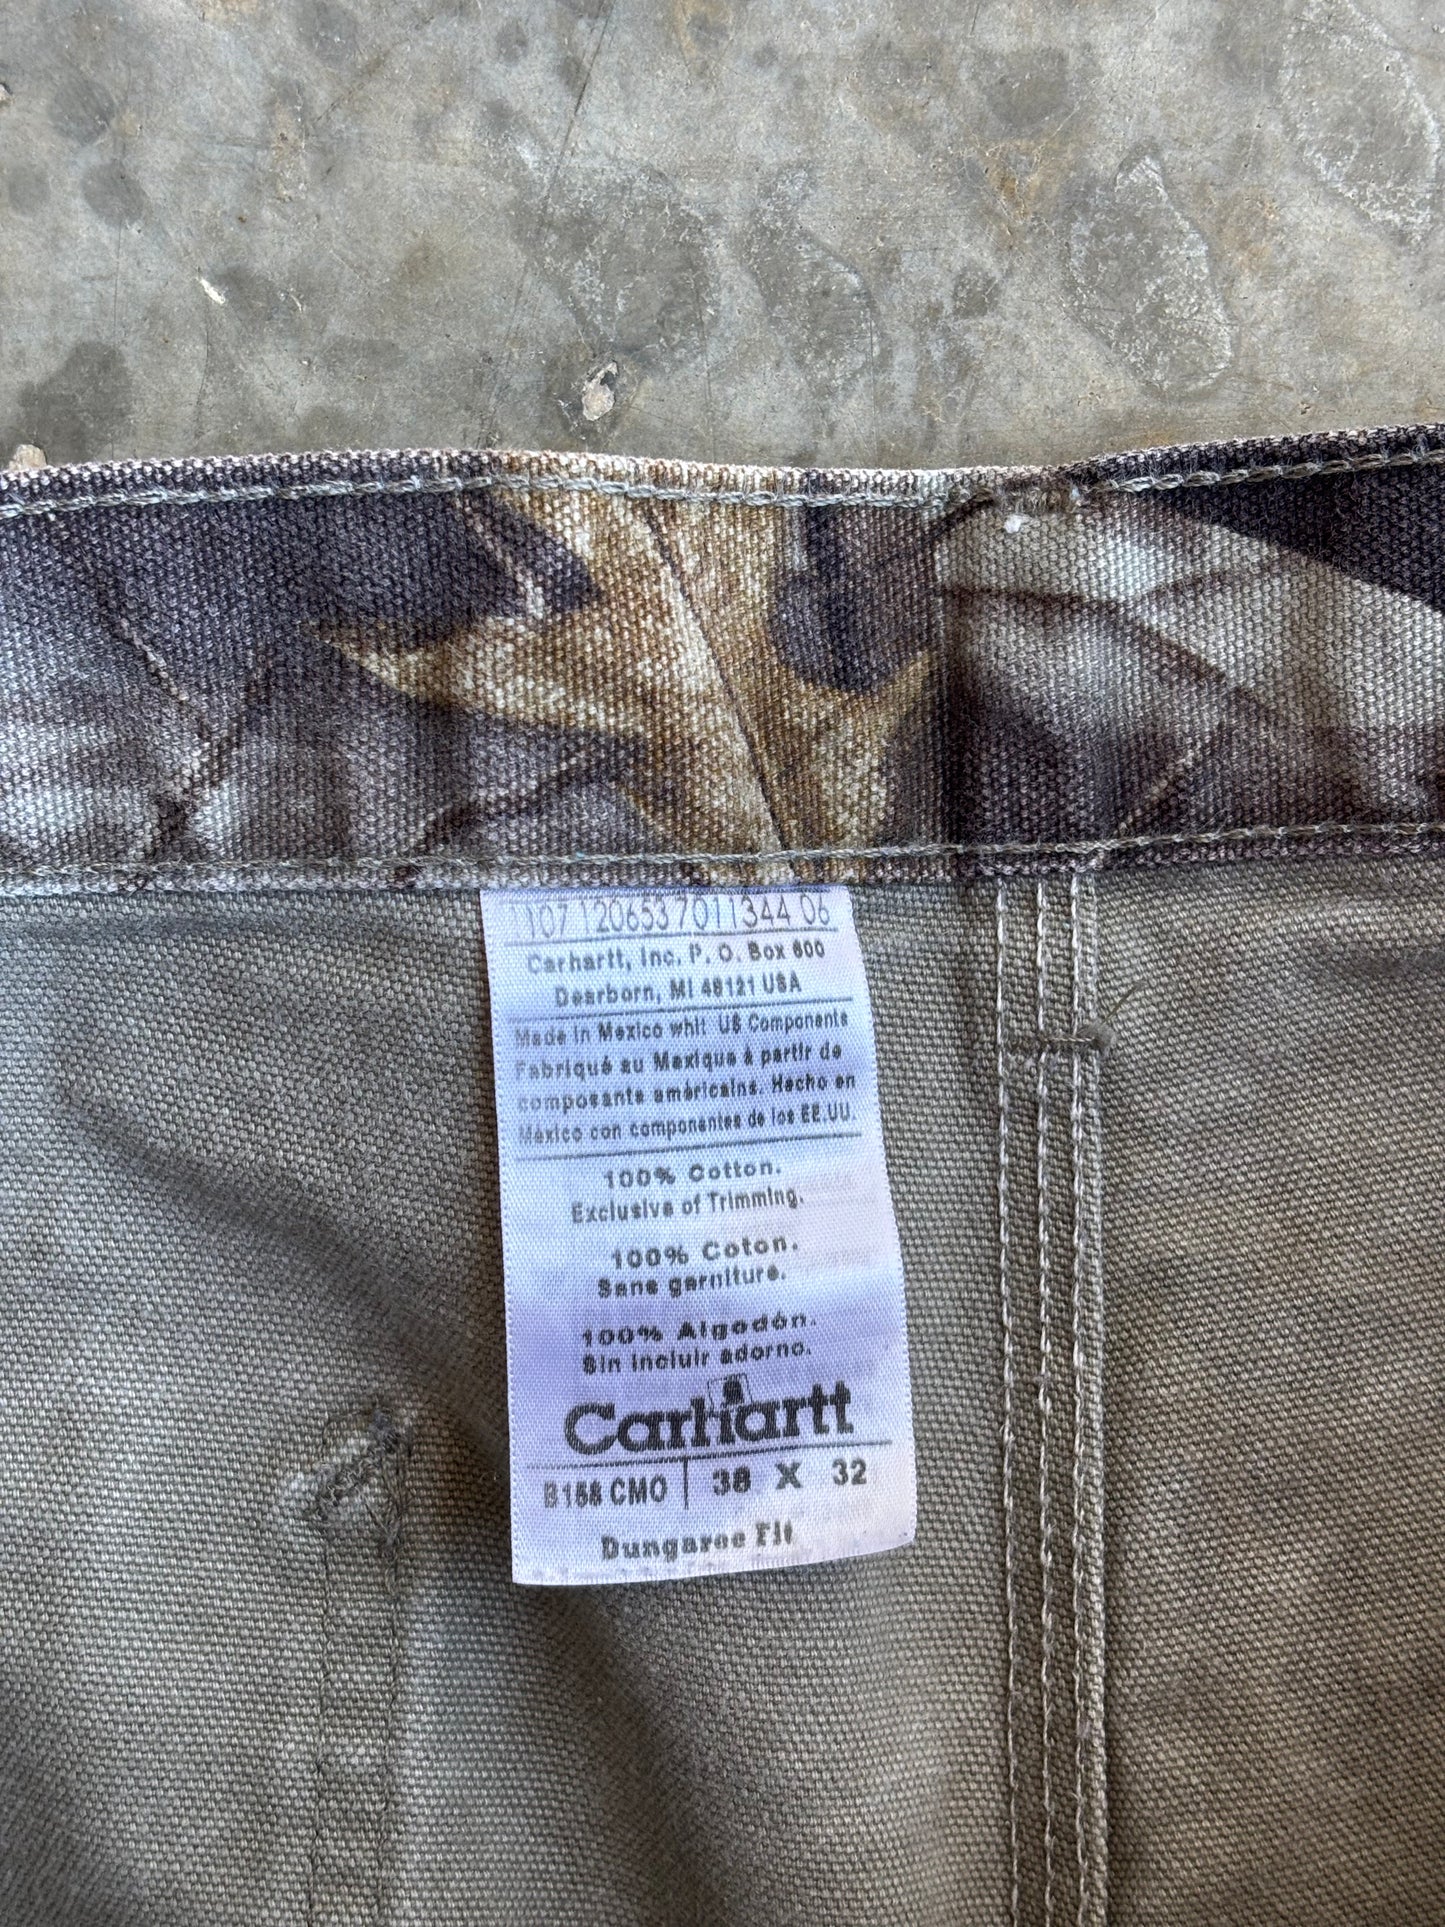 1107 120653 7011344 06
Carhartt, Inc. P. O. Box 600
Dearborn, MI 48121 USA
Made in Mexico whit US Components
Fabriqué au Mexique à partir de
composants américains. Hecho en
México con componentes de los EE.UU.
100% Cotton.
Exclusive of Trimming.
100% Coton.
Sans garniture.
100% Algodón.
Sin incluir adorno.
Carhartt
B168 CMO | 38 X 32
Dungaree Fit